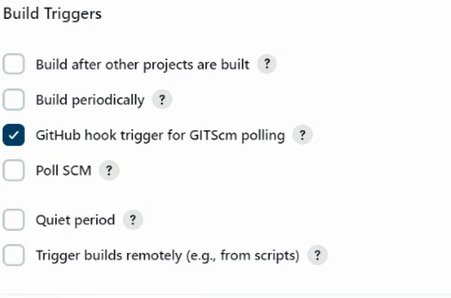 Build Triggers
Build after other projects are built ?
Build periodically ?
GitHub hook trigger for GITScm polling ?
Poll SCM ?
Quiet period ?
Trigger builds remotely (e.g., from scripts) ?